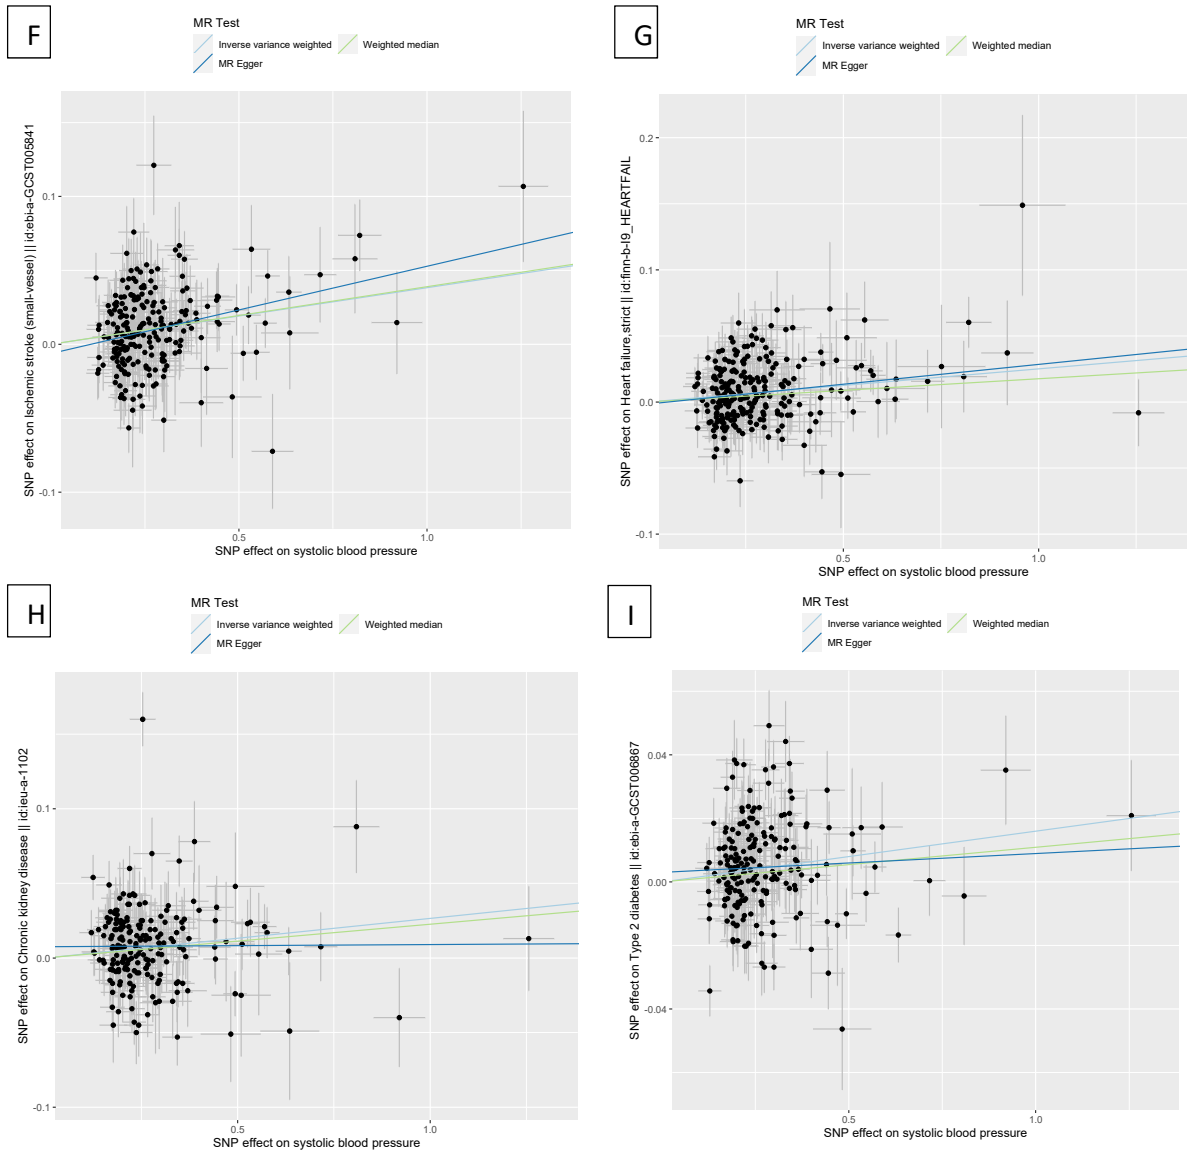 F
MR Test
Inverse variance weighted
Weighted median
MR Egger
SNP effect on Ischemic stroke (small-vessel) || id:ebi-a-GCST005841
0.1
0.0
-0.1
0.5
1.0
SNP effect on systolic blood pressure
G
MR Test
Inverse variance weighted
Weighted median
MR Egger
SNP effect on Heart failure,strict || id:finn-b-I9_HEARTFAIL
0.2
0.1
0.0
-0.1
0.5
1.0
SNP effect on systolic blood pressure
H
MR Test
Inverse variance weighted
Weighted median
MR Egger
SNP effect on Chronic kidney disease || id:ieu-a-1102
0.1
0.0
-0.1
0.5
1.0
SNP effect on systolic blood pressure
I
MR Test
Inverse variance weighted
Weighted median
MR Egger
SNP effect on Type 2 diabetes || id:ebi-a-GCST006867
0.04
0.00
-0.04
0.5
1.0
SNP effect on systolic blood pressure